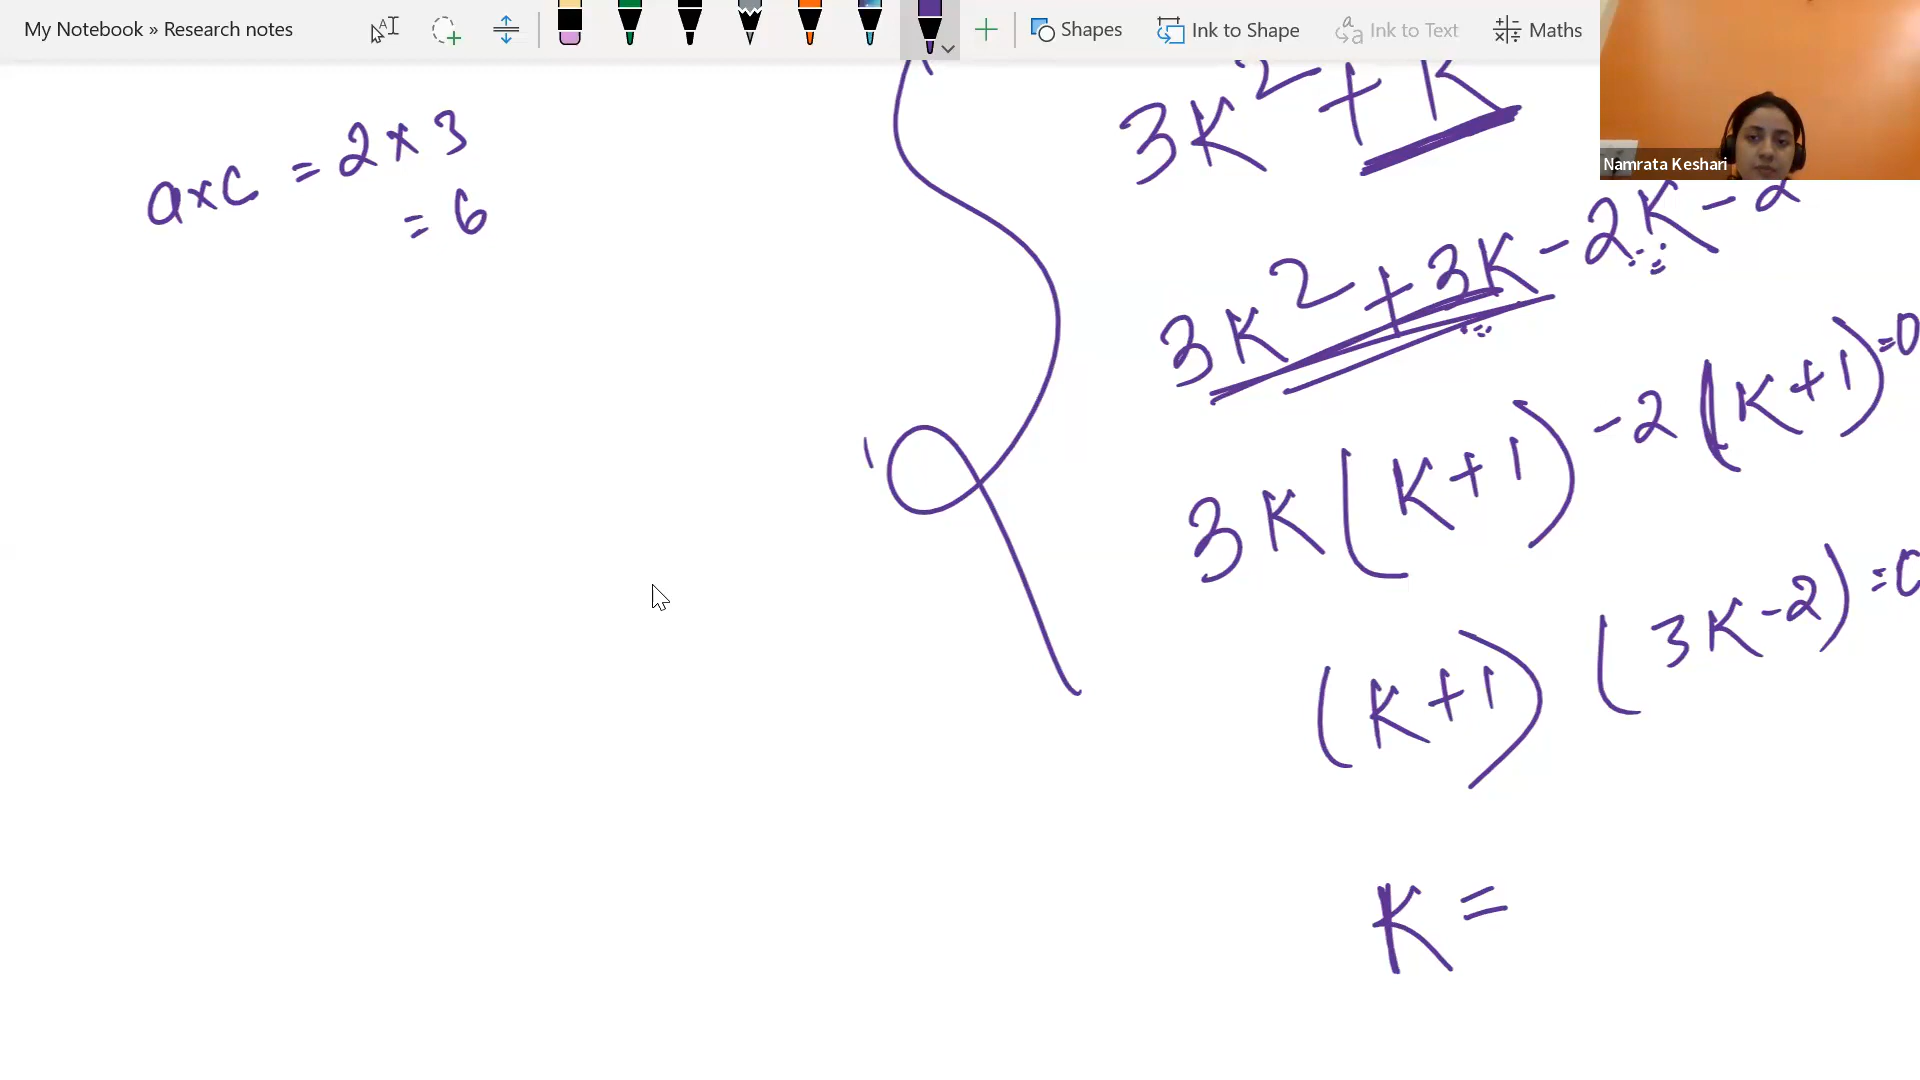 My Notebook » Research notes
Shapes
Ink to Shape
Ink to Text
Maths
Namrata Keshari
axc = 2 x 3
= 6
3K² + K
3K² + 3K - 2K - 2
3K (K+1) - 2 (K+1) = 0
(K+1) (3K-2) = 0
K =